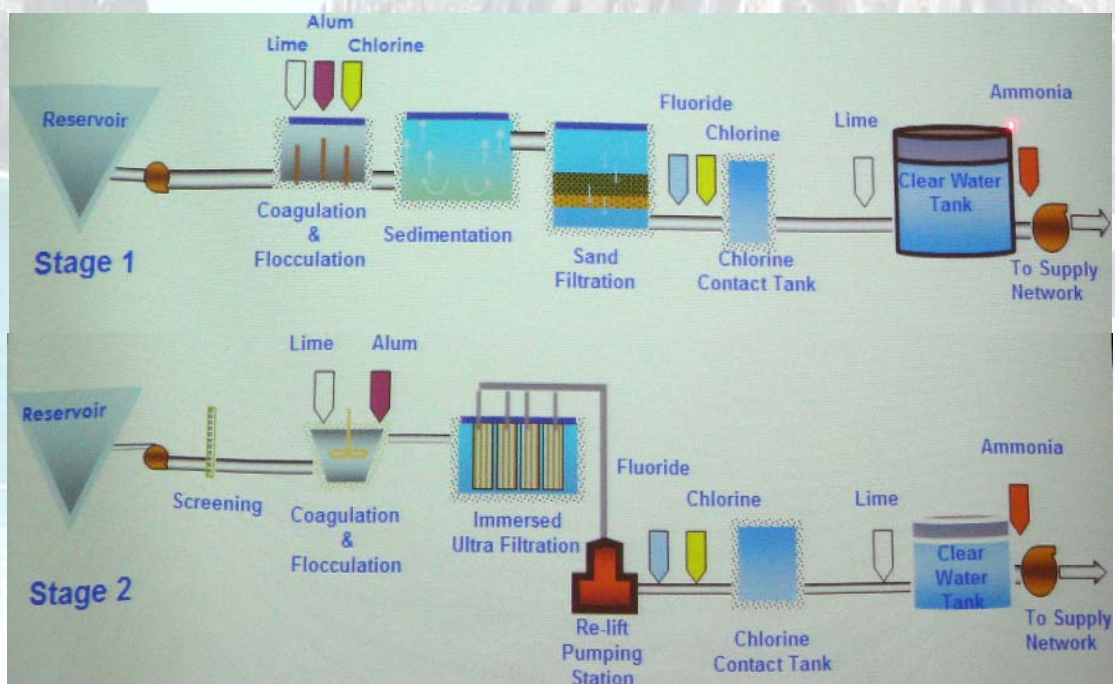 Alum
Lime
Chlorine
Reservoir
Coagulation
&
Flocculation
Sedimentation
Sand
Filtration
Fluoride
Chlorine
Chlorine
Contact Tank
Lime
Clear Water
Tank
Ammonia
To Supply
Network
Stage 1
Lime
Alum
Reservoir
Screening
Coagulation
&
Flocculation
Immersed
Ultra Filtration
Re-lift
Pumping
Station
Fluoride
Chlorine
Chlorine
Contact Tank
Lime
Clear
Water
Tank
Ammonia
To Supply
Network
Stage 2